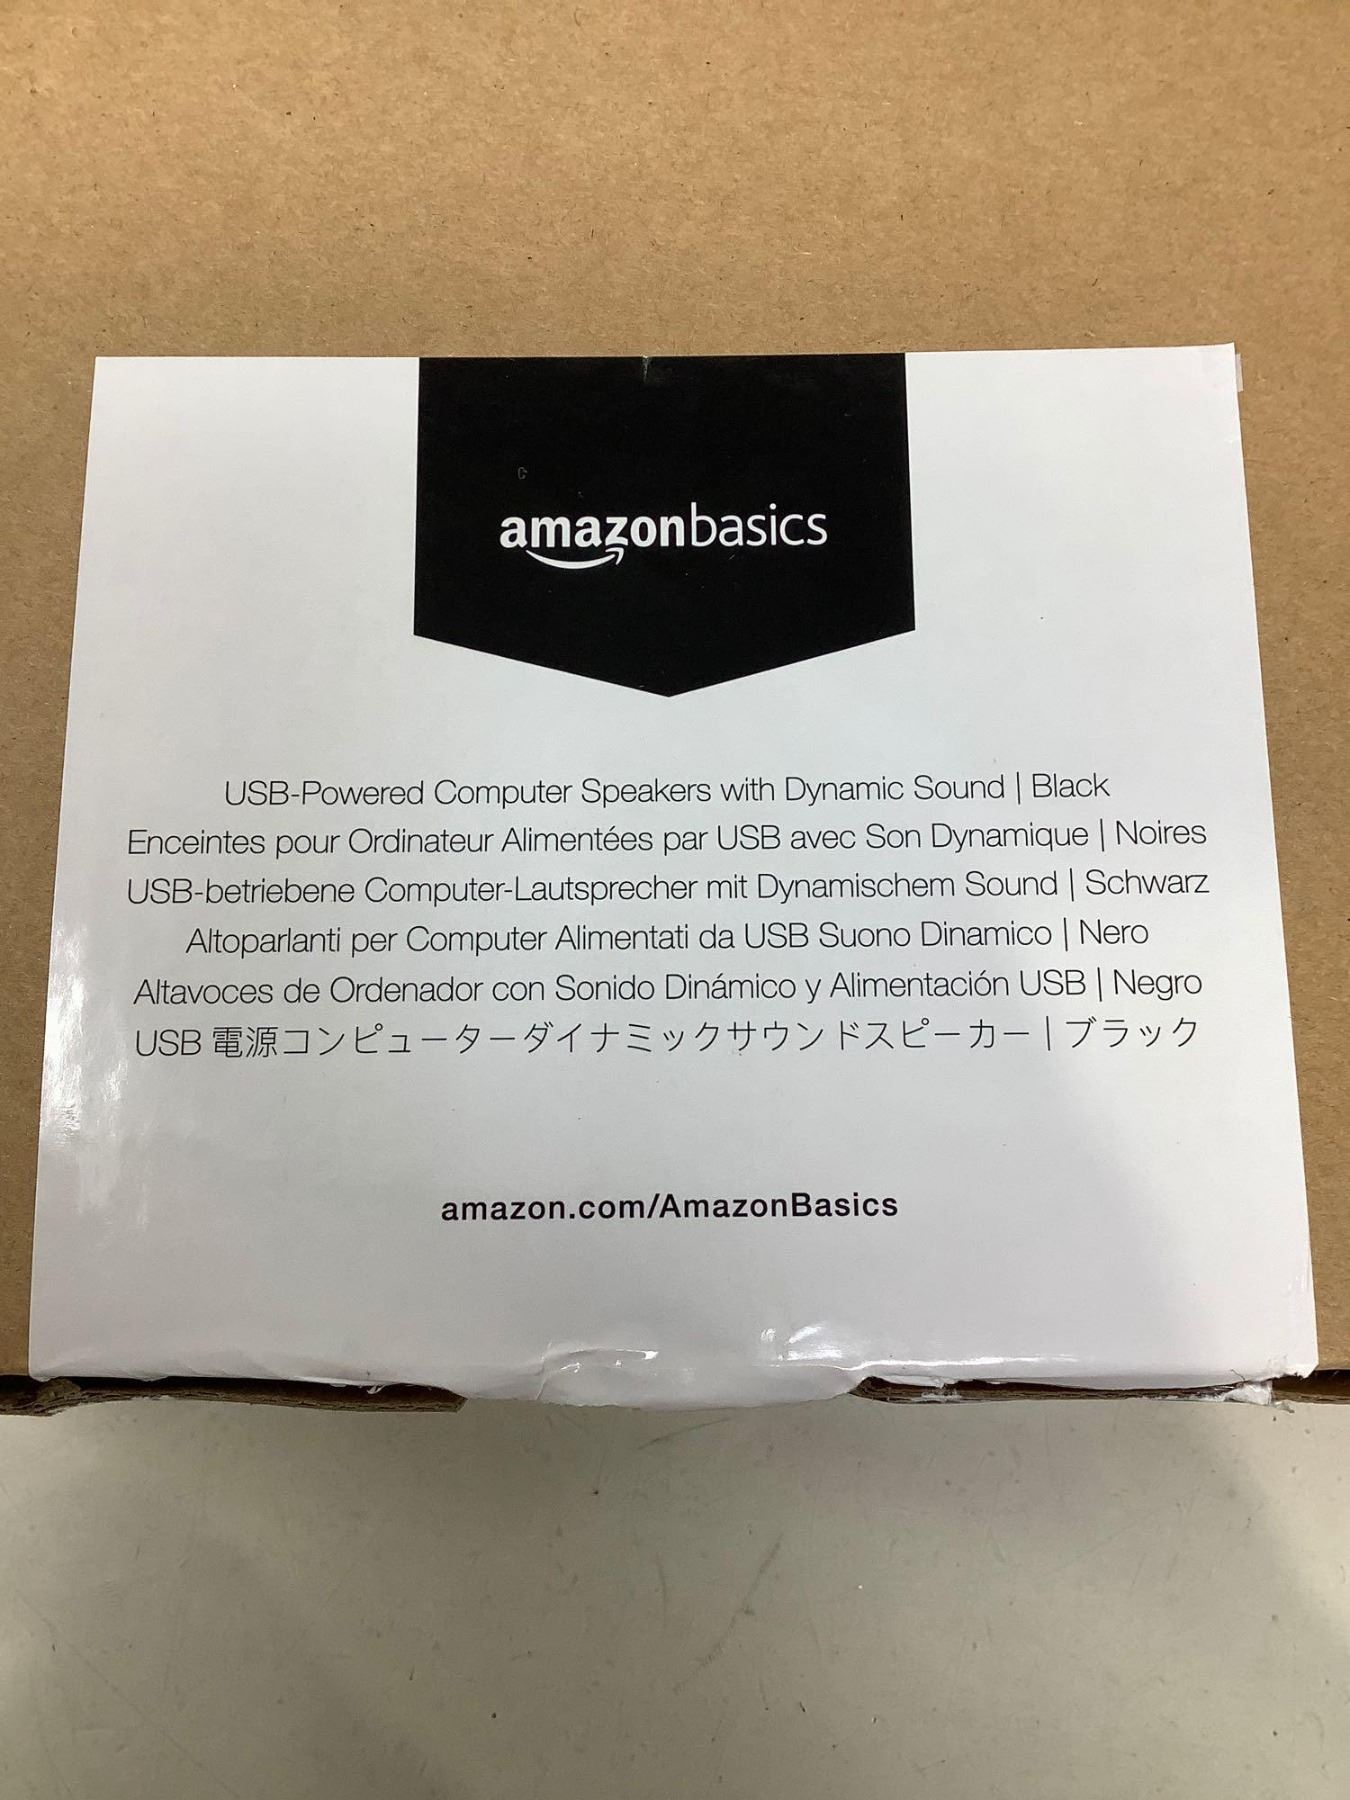 amazonbasics
USB-Powered Computer Speakers with Dynamic Sound | Black
Enceintes pour Ordinateur Alimentées par USB avec Son Dynamique | Noires
USB-betriebene Computer-Lautsprecher mit Dynamischem Sound | Schwarz
Altoparlanti per Computer Alimentati da USB Suono Dinamico | Nero
Altavoces de Ordenador con Sonido Dinámico y Alimentación USB | Negro
USB 電源コンピューターダイナミックサウンドスピーカー | ブラック
amazon.com/AmazonBasics